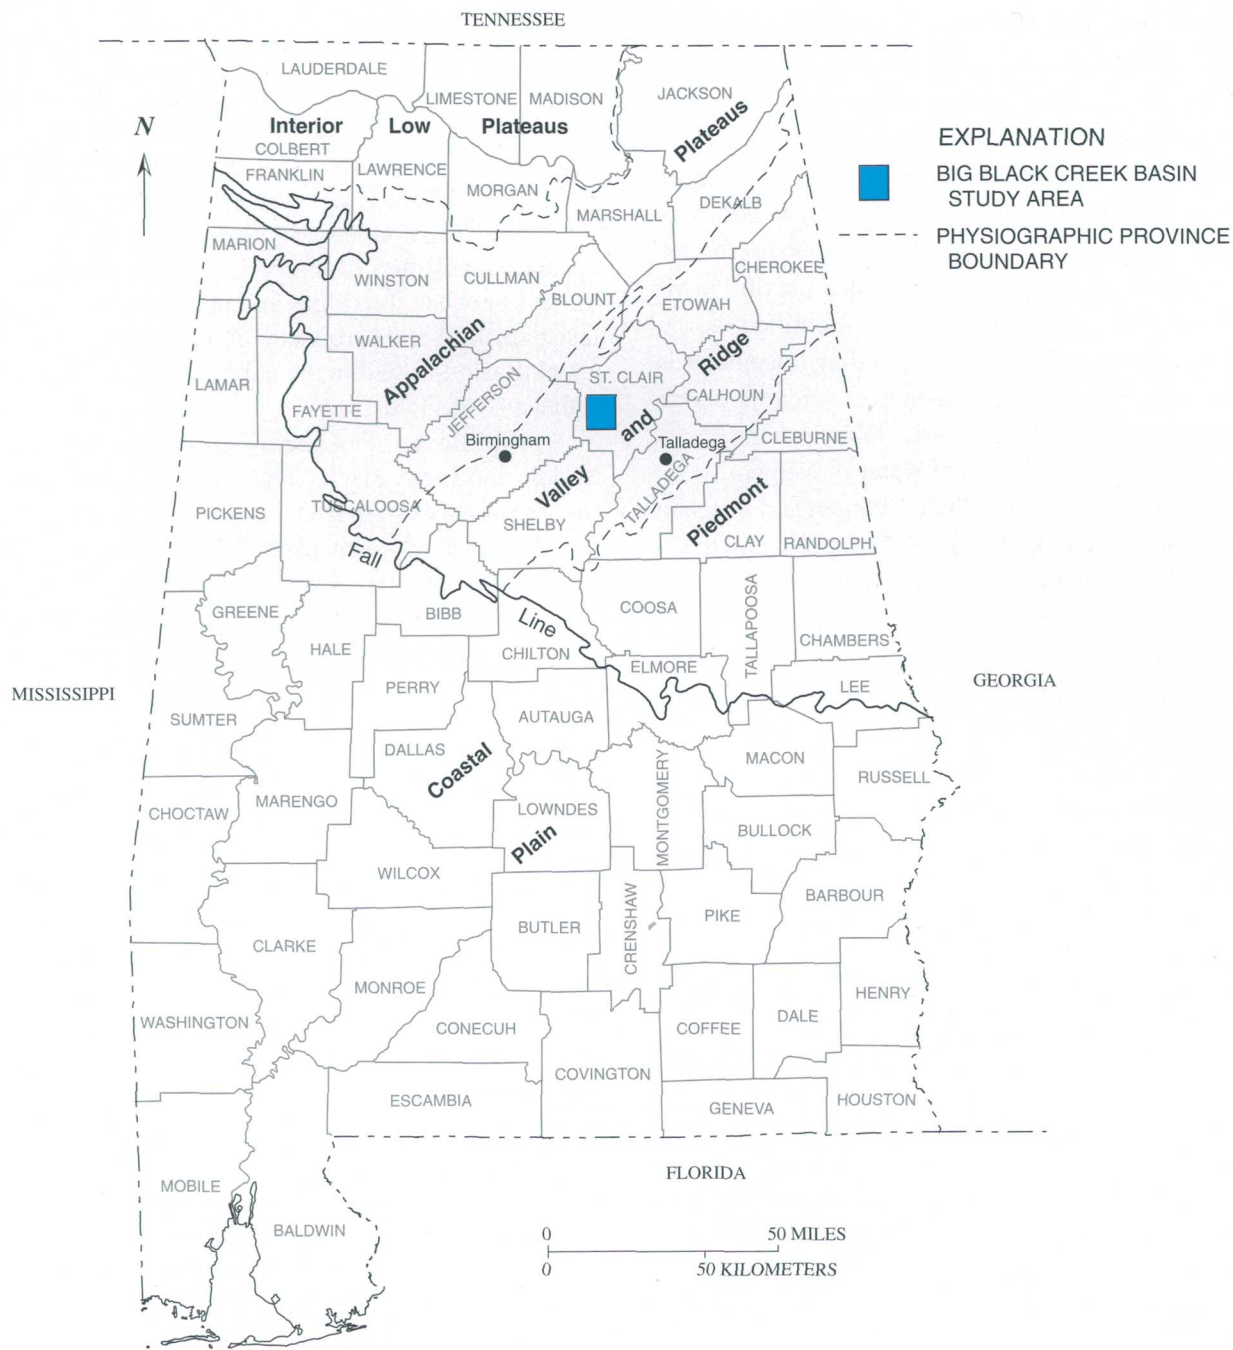 TENNESSEE
LAUDERDALE
LIMESTONE
MADISON
JACKSON
N
Interior Low Plateaus
Plateaus
COLBERT
FRANKLIN
LAWRENCE
MORGAN
MARSHALL
DEKALB
EXPLANATION
BIG BLACK CREEK BASIN
STUDY AREA
PHYSIOGRAPHIC PROVINCE
BOUNDARY
MARION
WINSTON
CULLMAN
BLOUNT
ETOWAH
CHEROKEE
WALKER
Appalachian
Ridge
LAMAR
FAYETTE
JEFFERSON
ST. CLAIR
CALHOUN
and
Birmingham
Talladega
CLEBURNE
Valley
TALLADEGA
Piedmont
PICKENS
TUSCALOOSA
SHELBY
CLAY
RANDOLPH
Fall
Line
GREENE
HALE
BIBB
COOSA
TALLAPOOSA
CHAMBERS
CHILTON
ELMORE
LEE
MISSISSIPPI
GEORGIA
PERRY
SUMTER
AUTAUGA
DALLAS
Coastal
MACON
RUSSELL
CHOCTAW
MARENGO
LOWNDES
MONTGOMERY
BULLOCK
Plain
WILCOX
BARBOUR
CLARKE
BUTLER
CRENSHAW
PIKE
MONROE
HENRY
WASHINGTON
CONECUH
COFFEE
DALE
COVINGTON
ESCAMBIA
GENEVA
HOUSTON
FLORIDA
MOBILE
BALDWIN
0 50 MILES
0 50 KILOMETERS